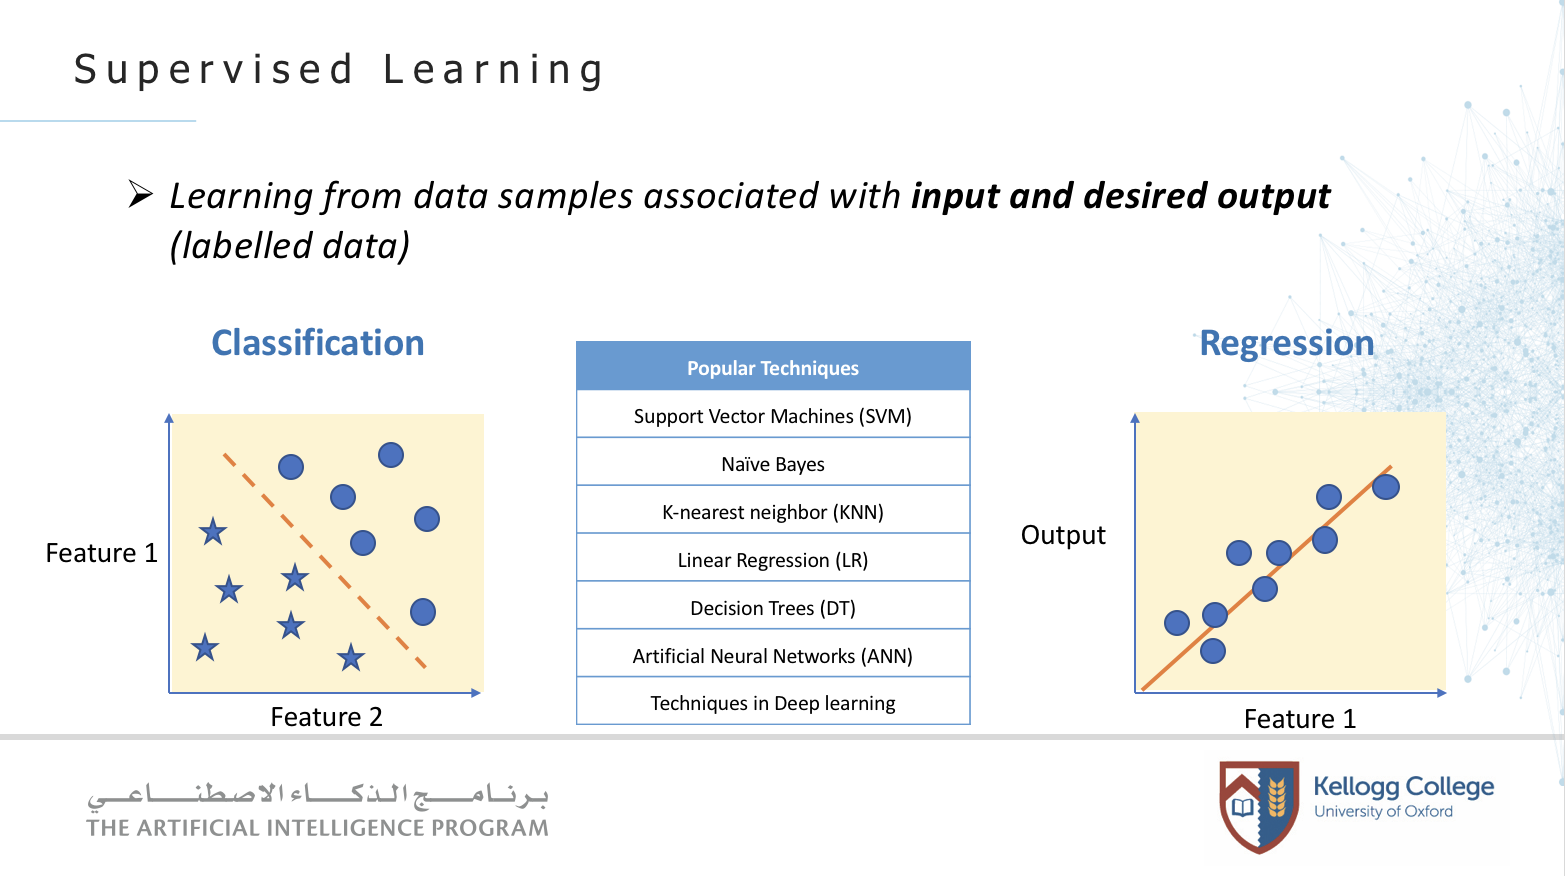 Supervised Learning
➢ Learning from data samples associated with input and desired output
(labelled data)
Classification
Feature 1
Feature 2
Popular Techniques
Support Vector Machines (SVM)
Naïve Bayes
K-nearest neighbor (KNN)
Linear Regression (LR)
Decision Trees (DT)
Artificial Neural Networks (ANN)
Techniques in Deep learning
Regression
Output
Feature 1
برنامج الذكاء الاصطناعي
THE ARTIFICIAL INTELLIGENCE PROGRAM
Kellogg College
University of Oxford